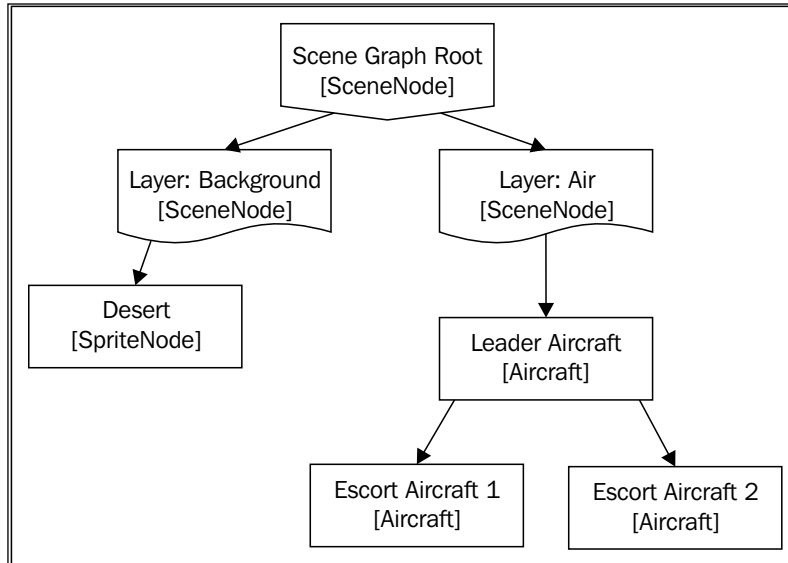 Scene Graph Root
[SceneNode]
Layer: Background
[SceneNode]
Layer: Air
[SceneNode]
Desert
[SpriteNode]
Leader Aircraft
[Aircraft]
Escort Aircraft 1
[Aircraft]
Escort Aircraft 2
[Aircraft]